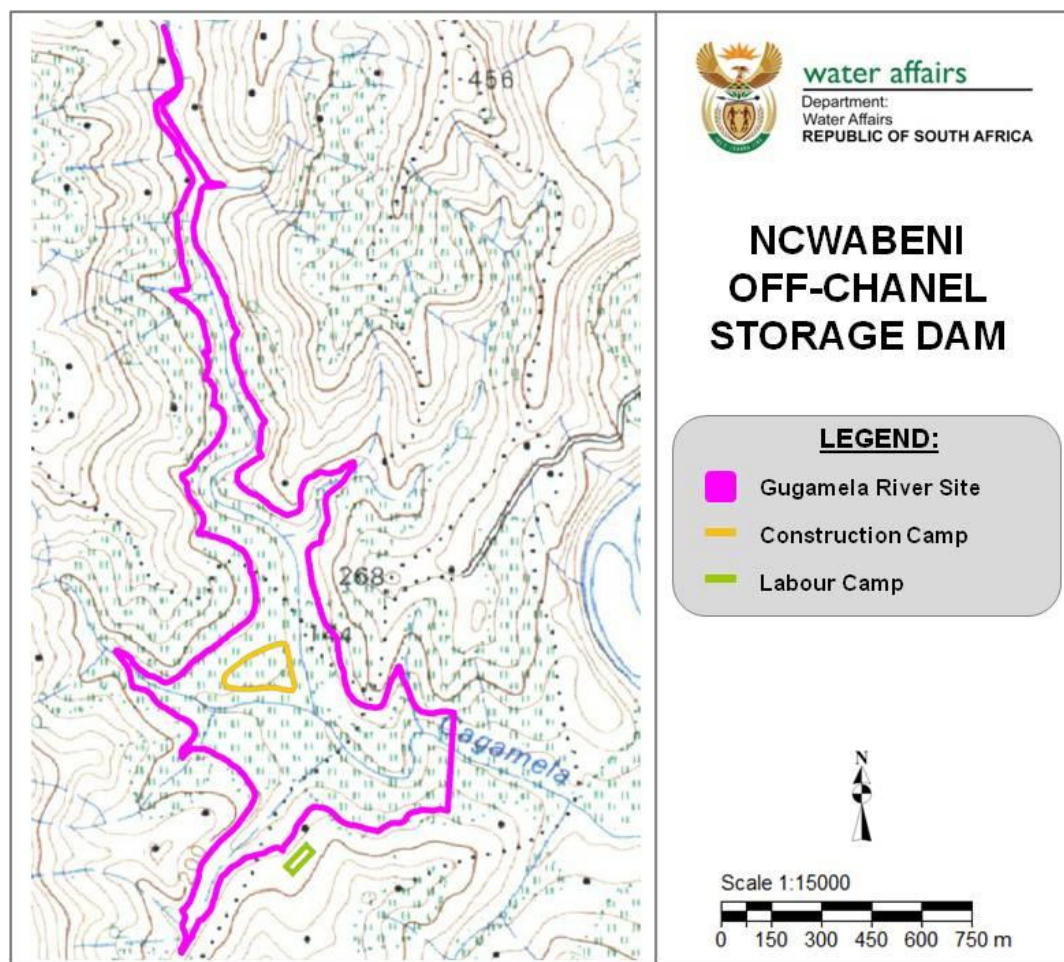 456
268
Gagamela
water affairs
Department:
Water Affairs
REPUBLIC OF SOUTH AFRICA
NCWABENI
OFF-CHANEL
STORAGE DAM
LEGEND:
Gugamela River Site
Construction Camp
Labour Camp
N
Scale 1:15000
0 150 300 450 600 750 m